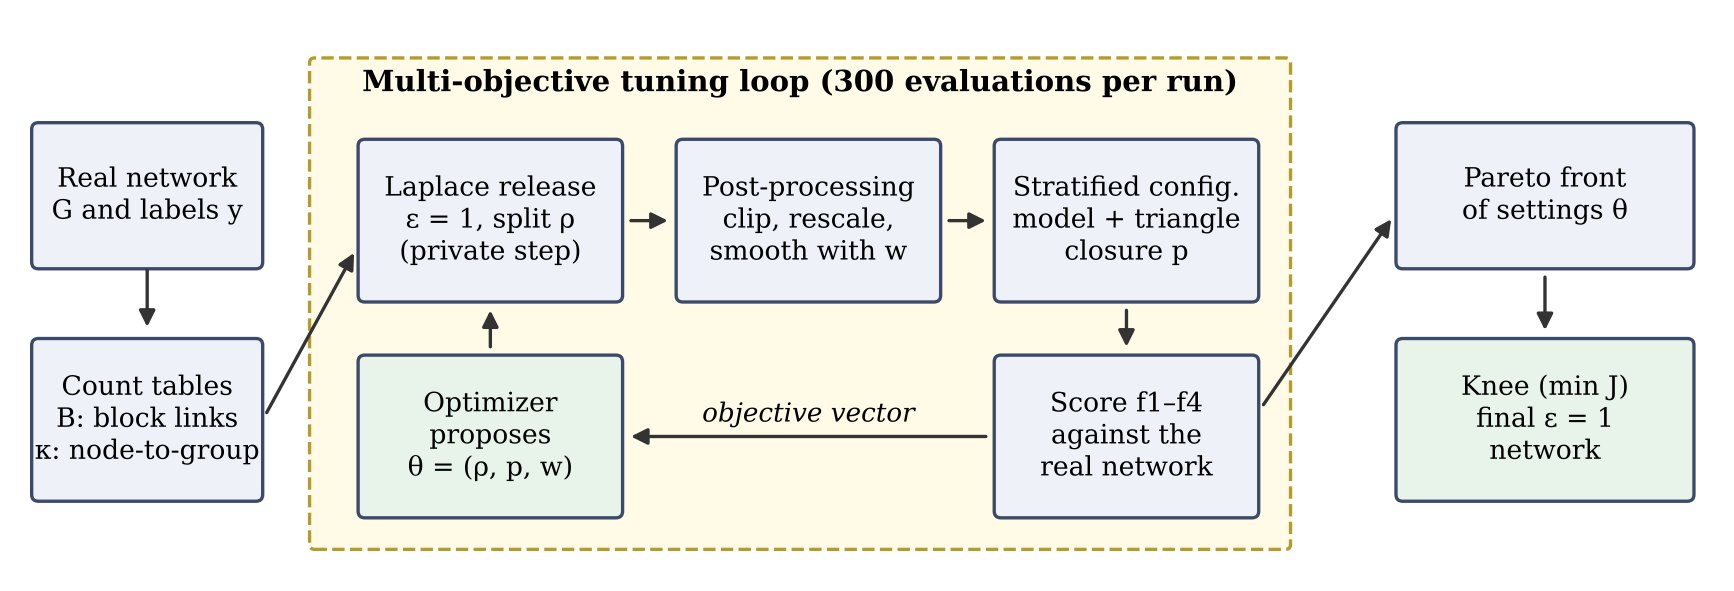 Multi-objective tuning loop (300 evaluations per run)
Real network
G and labels y
Count tables
B: block links
κ: node-to-group
Laplace release
ε = 1, split ρ
(private step)
Post-processing
clip, rescale,
smooth with w
Stratified config.
model + triangle
closure p
Optimizer
proposes
θ = (ρ, p, w)
objective vector
Score f1–f4
against the
real network
Pareto front
of settings θ
Knee (min J)
final ε = 1
network